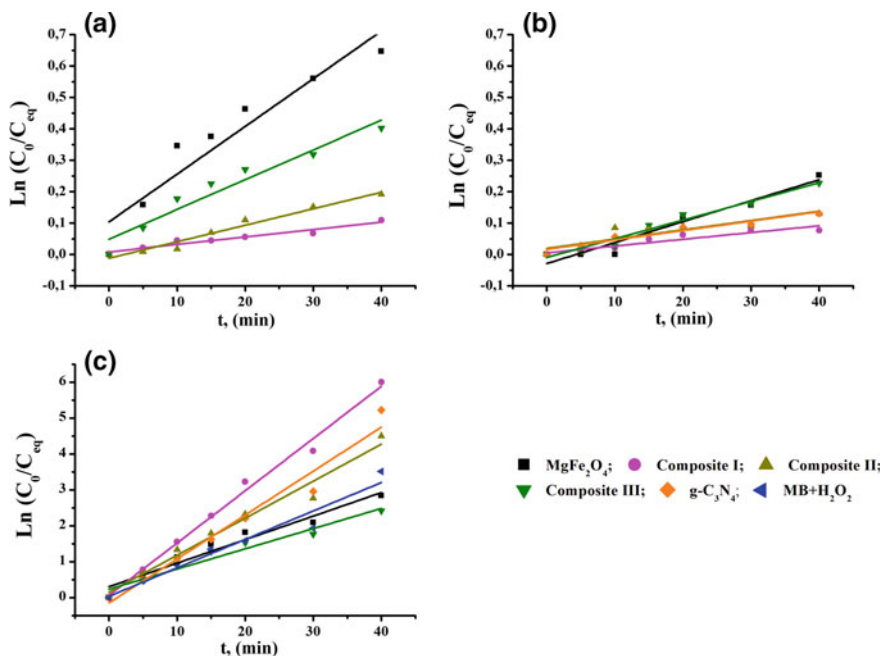 (a)
Ln (C₀/C_eq)
0,7
0,6
0,5
0,4
0,3
0,2
0,1
0,0
-0,1
0 10 20 30 40
t, (min)
(b)
Ln (C₀/C_eq)
0,7
0,6
0,5
0,4
0,3
0,2
0,1
0,0
-0,1
0 10 20 30 40
t, (min)
(c)
Ln (C₀/C_eq)
6
5
4
3
2
1
0
0 10 20 30 40
t, (min)
MgFe₂O₄; Composite I; Composite II;
Composite III; g-C₃N₄; MB+H₂O₂